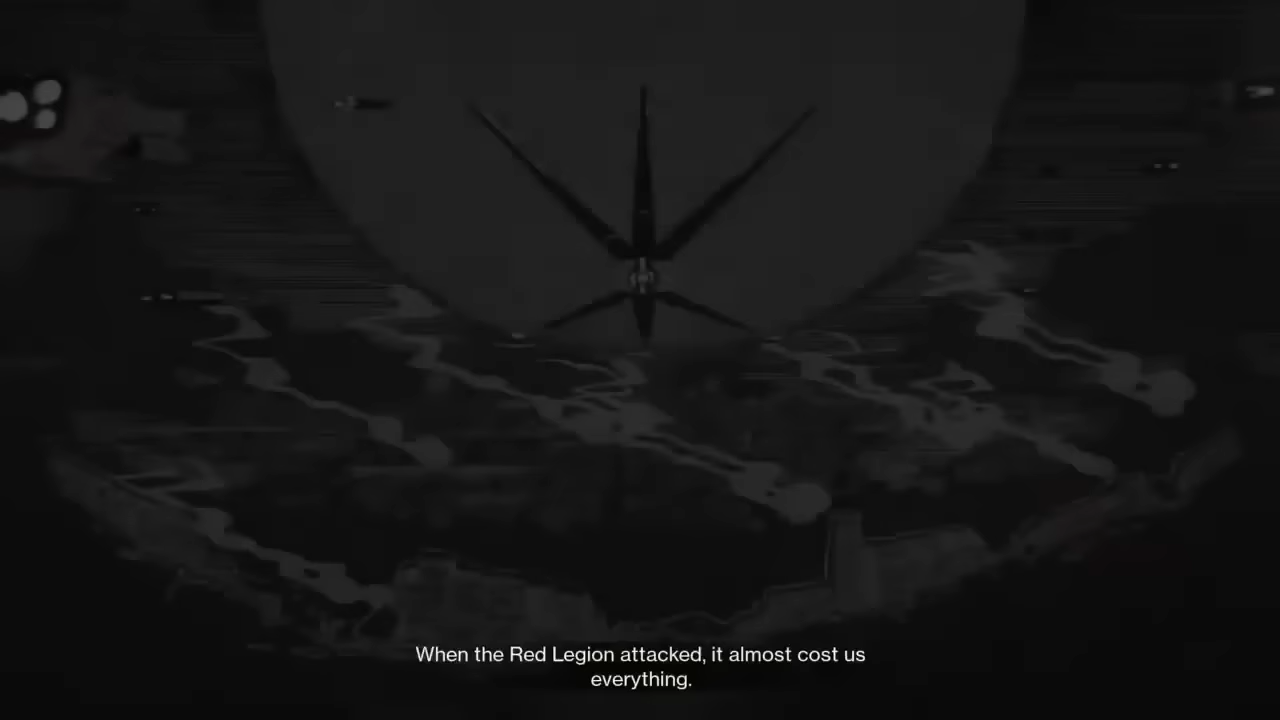 When the Red Legion attacked, it almost cost us
everything.